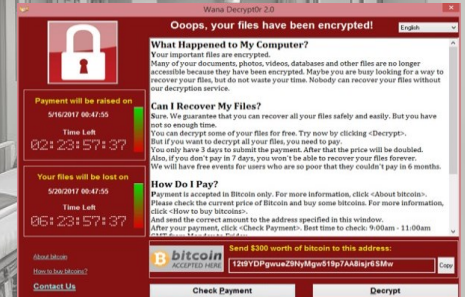 Wana Decrypt0r 2.0
Ooops, your files have been encrypted!
English
What Happened to My Computer?
Your important files are encrypted.
Many of your documents, photos, videos, databases and other files are no longer
accessible because they have been encrypted. Maybe you are busy looking for a way to
recover your files, but do not waste your time. Nobody can recover your files without
our decryption service.
Can I Recover My Files?
Sure. We guarantee that you can recover all your files safely and easily. But you have
not so enough time.
You can decrypt some of your files for free. Try now by clicking <Decrypt>.
But if you want to decrypt all your files, you need to pay.
You only have 3 days to submit the payment. After that the price will be doubled.
Also, if you don't pay in 7 days, you won't be able to recover your files forever.
We will have free events for users who are so poor that they couldn't pay in 6 months.
How Do I Pay?
Payment is accepted in Bitcoin only. For more information, click <About bitcoin>.
Please check the current price of Bitcoin and buy some bitcoins. For more information,
click <How to buy bitcoins>.
And send the correct amount to the address specified in this window.
After your payment, click <Check Payment>. Best time to check: 9:00am - 11:00am
GMT from Monday to Friday.
Payment will be raised on
5/16/2017 00:47:55
Time Left
02:23:57:37
Your files will be lost on
5/20/2017 00:47:55
Time Left
06:23:57:37
About bitcoin
How to buy bitcoins?
Contact Us
bitcoin
ACCEPTED HERE
Send $300 worth of bitcoin to this address:
12t9YDPgwueZ9NyMgw519p7AA8isjr6SMw
Copy
Check Payment
Decrypt